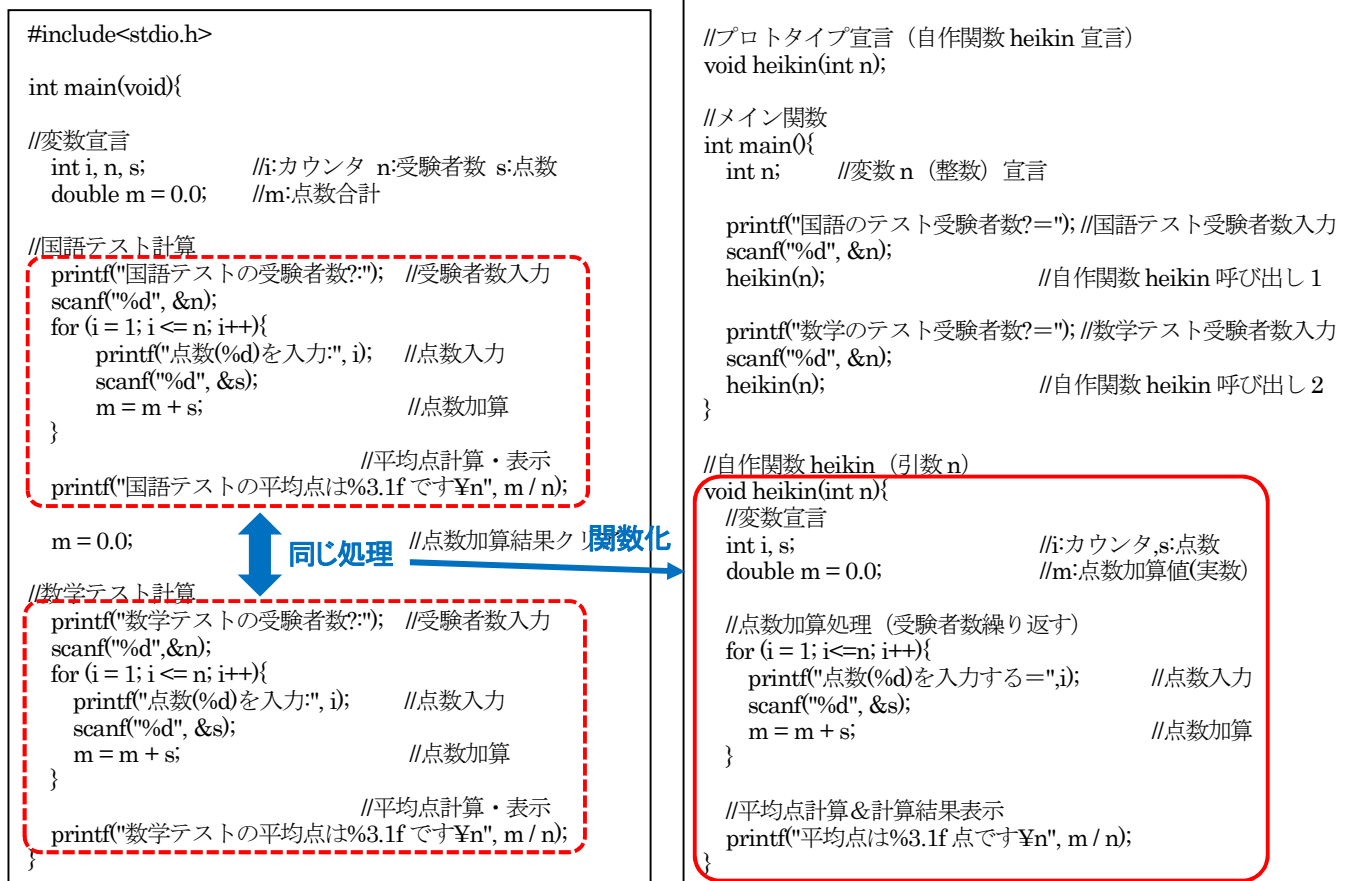 #include<stdio.h>
int main(void){
//変数宣言
int i, n, s; //i:カウンタ n:受験者数 s:点数
double m = 0.0; //m:点数合計
//国語テスト計算
printf("国語テストの受験者数?:"); //受験者数入力
scanf("%d", &n);
for (i = 1; i <= n; i++){
printf("点数(%d)を入力:", i); //点数入力
scanf("%d", &s);
m = m + s; //点数加算
}
//平均点計算・表示
printf("国語テストの平均点は%3.1f です¥n", m / n);
m = 0.0; //点数加算結果クリ
同じ処理
関数化
//数学テスト計算
printf("数学テストの受験者数?:"); //受験者数入力
scanf("%d",&n);
for (i = 1; i <= n; i++){
printf("点数(%d)を入力:", i); //点数入力
scanf("%d", &s);
m = m + s; //点数加算
}
//平均点計算・表示
printf("数学テストの平均点は%3.1f です¥n", m / n);
}
//プロトタイプ宣言（自作関数 heikin 宣言）
void heikin(int n);
//メイン関数
int main(){
int n; //変数 n（整数）宣言
printf("国語のテスト受験者数?＝"); //国語テスト受験者数入力
scanf("%d", &n);
heikin(n); //自作関数 heikin 呼び出し 1
printf("数学のテスト受験者数?＝"); //数学テスト受験者数入力
scanf("%d", &n);
heikin(n); //自作関数 heikin 呼び出し 2
}
//自作関数 heikin（引数 n）
void heikin(int n){
//変数宣言
int i, s; //i:カウンタ,s:点数
double m = 0.0; //m:点数加算値(実数)
//点数加算処理（受験者数繰り返す）
for (i = 1; i<=n; i++){
printf("点数(%d)を入力する＝",i); //点数入力
scanf("%d", &s);
m = m + s; //点数加算
}
//平均点計算＆計算結果表示
printf("平均点は%3.1f 点です¥n", m / n);
}